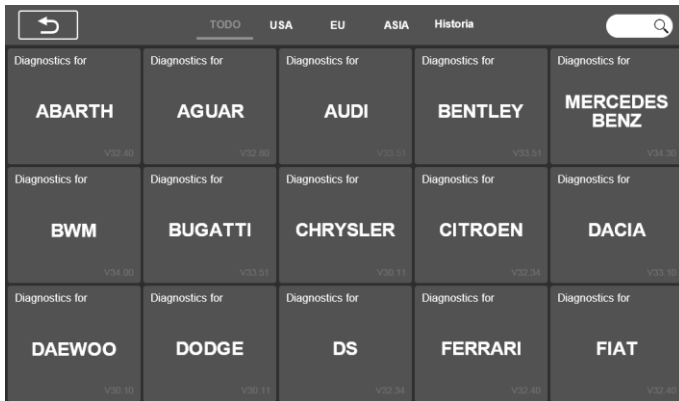 TODO USA EU ASIA Historia
Diagnostics for Diagnostics for Diagnostics for Diagnostics for Diagnostics for
ABARTH AGUAR AUDI BENTLEY MERCEDES
BENZ
V32.40 V32.60 V33.51 V33.51 V34.30
Diagnostics for Diagnostics for Diagnostics for Diagnostics for Diagnostics for
BWM BUGATTI CHRYSLER CITROEN DACIA
V34.00 V33.51 V30.11 V32.34 V33.10
Diagnostics for Diagnostics for Diagnostics for Diagnostics for Diagnostics for
DAEWOO DODGE DS FERRARI FIAT
V30.10 V30.11 V32.34 V32.40 V32.40